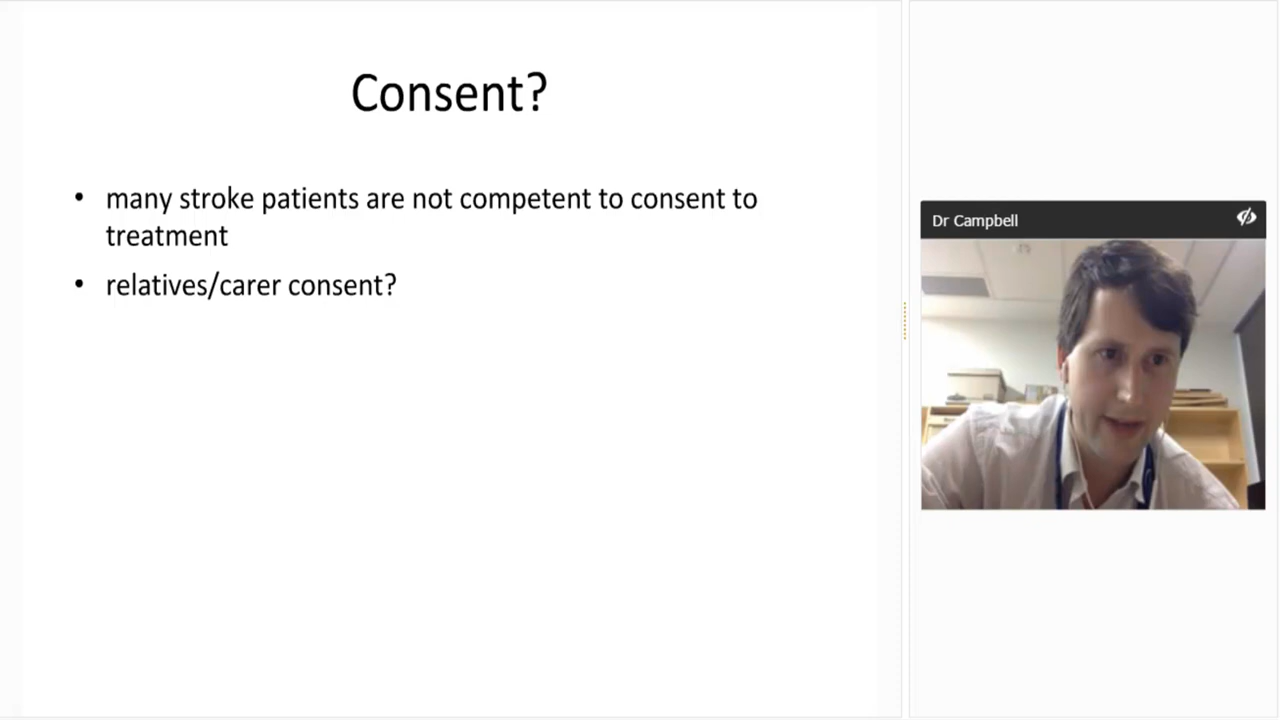 Consent?
• many stroke patients are not competent to consent to
treatment
• relatives/carer consent?
Dr Campbell